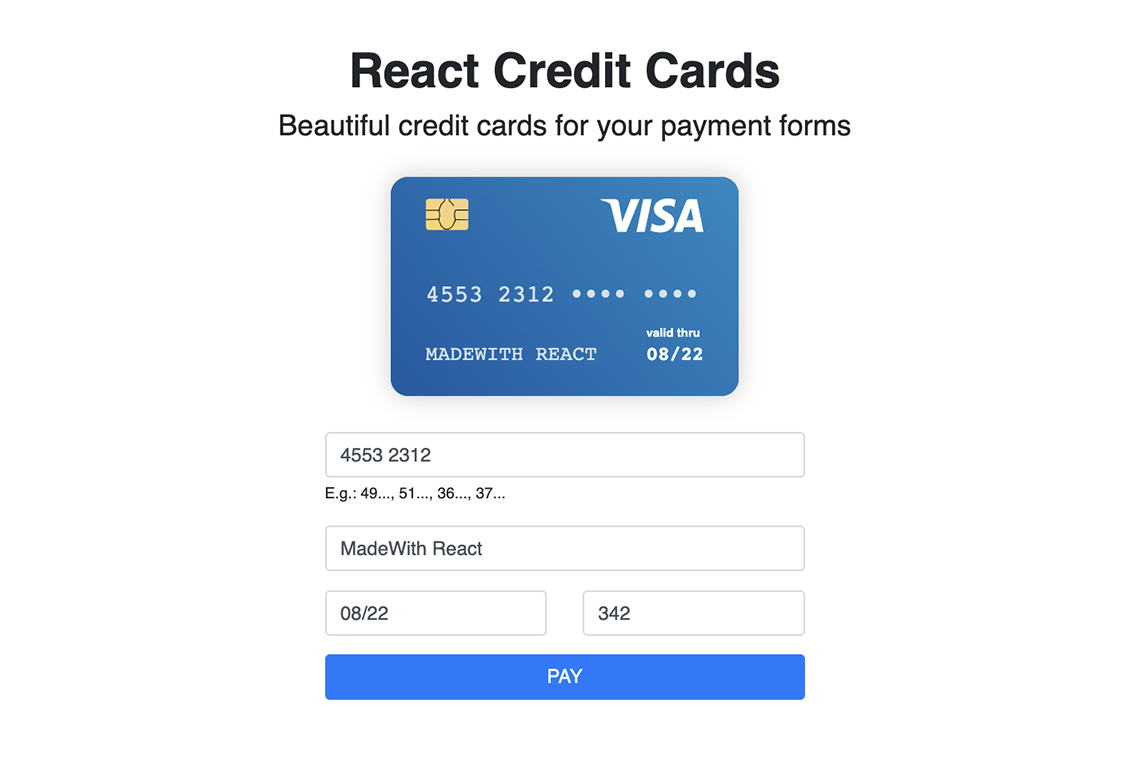 React Credit Cards
Beautiful credit cards for your payment forms
VISA
4553 2312 •••• ••••
valid thru
MADEWITH REACT 08/22
4553 2312
E.g.: 49..., 51..., 36..., 37...
MadeWith React
08/22 342
PAY